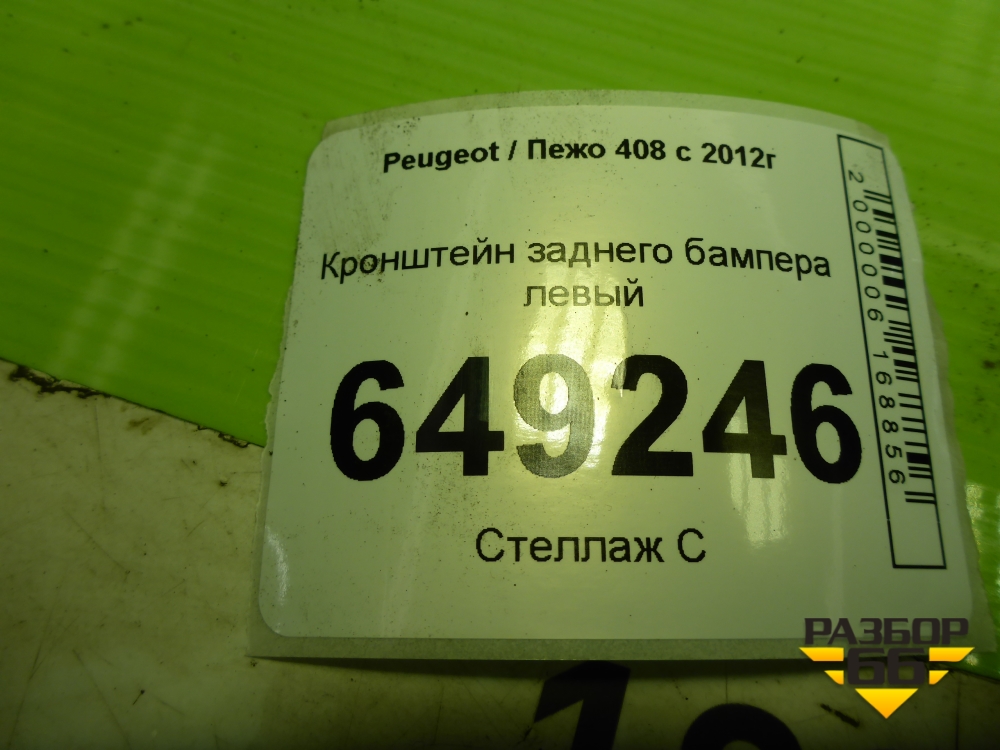 Peugeot / Пежо 408 с 2012г
Кронштейн заднего бампера
левый
649246
Стеллаж С
2000006168856
РАЗБОР
66